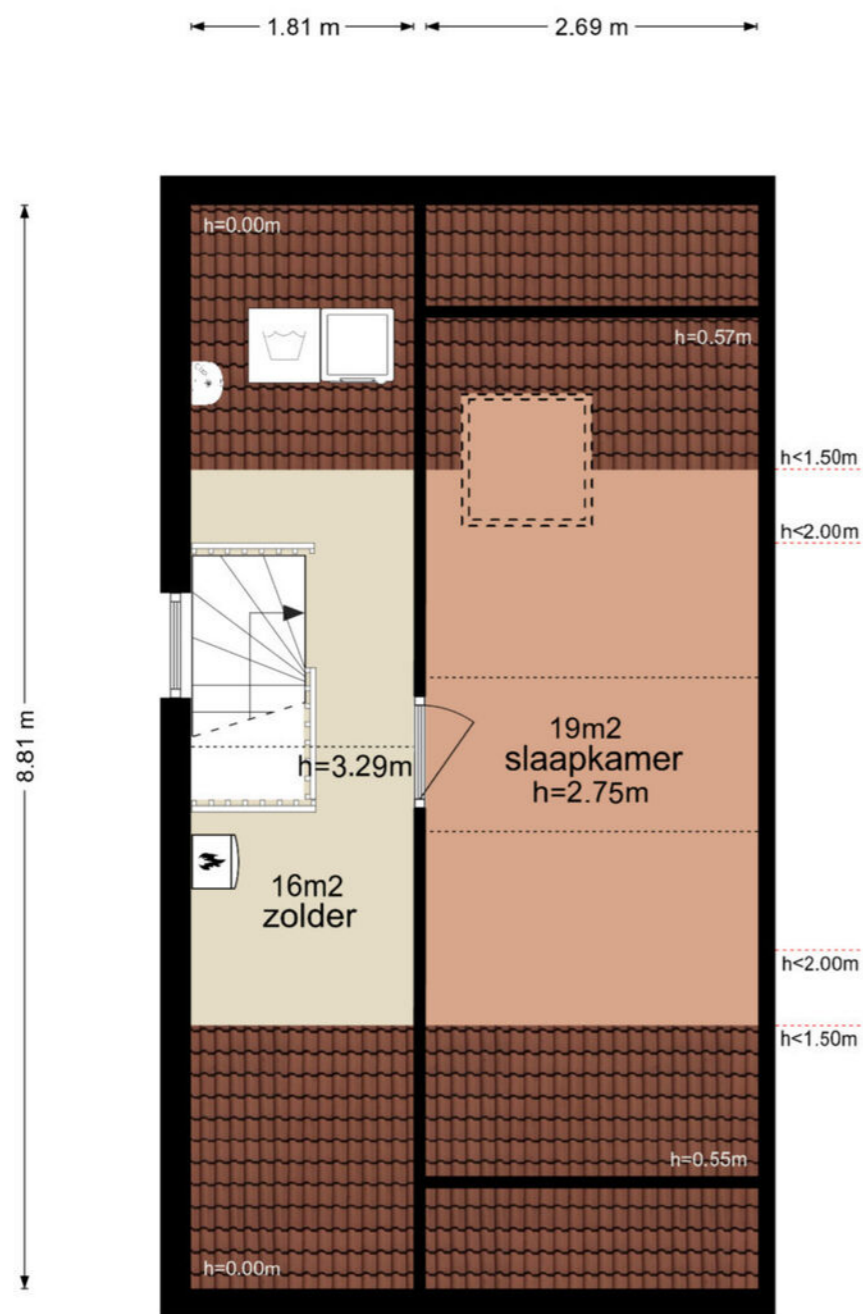 1.81 m
2.69 m
h=0.00m
h=0.57m
h<1.50m
h<2.00m
8.81 m
19m2
slaapkamer
h=2.75m
h=3.29m
16m2
zolder
h<2.00m
h<1.50m
h=0.55m
h=0.00m